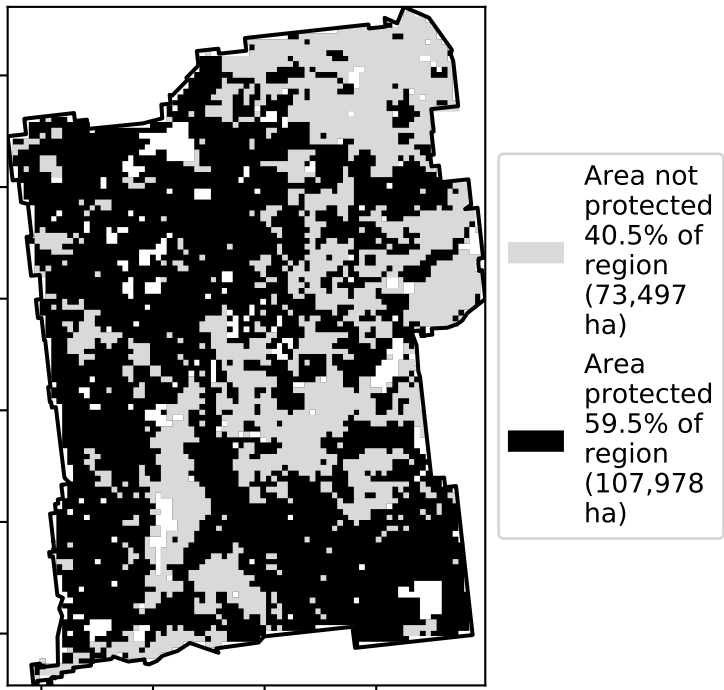 Area not
protected
40.5% of
region
(73,497
ha)
Area
protected
59.5% of
region
(107,978
ha)